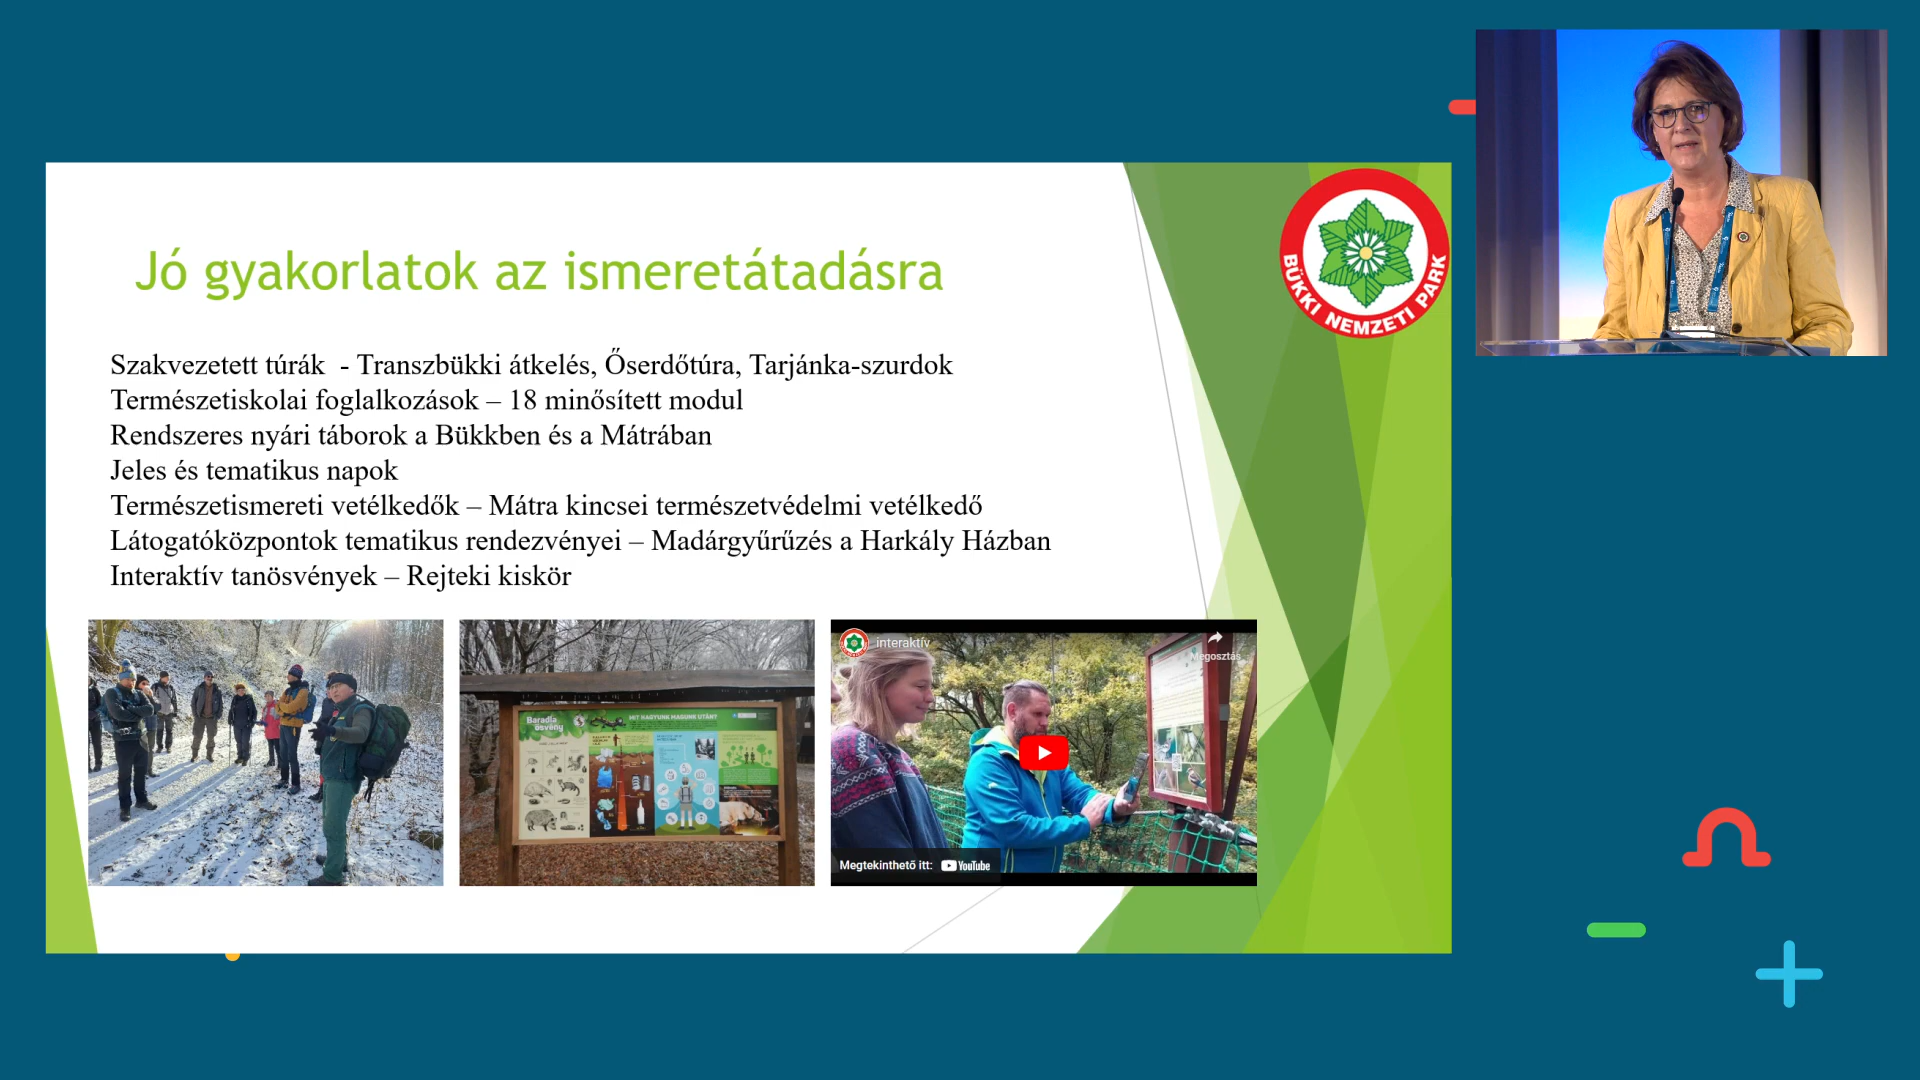 Jó gyakorlatok az ismeretátadásra
BÜKKI NEMZETI PARK
Szakvezetett túrák - Transzbükki átkelés, Őserdőtúra, Tarjánka-szurdok
Természetiskolai foglalkozások – 18 minősített modul
Rendszeres nyári táborok a Bükkben és a Mátrában
Jeles és tematikus napok
Természetismereti vetélkedők – Mátra kincsei természetvédelmi vetélkedő
Látogatóközpontok tematikus rendezvényei – Madárgyűrűzés a Harkály Házban
Interaktív tanösvények – Rejteki kiskör
Baradla
ösvény
MIT HAGYUNK MAGUNK UTÁN?
interaktív
Megosztás
Megtekinthető itt: YouTube